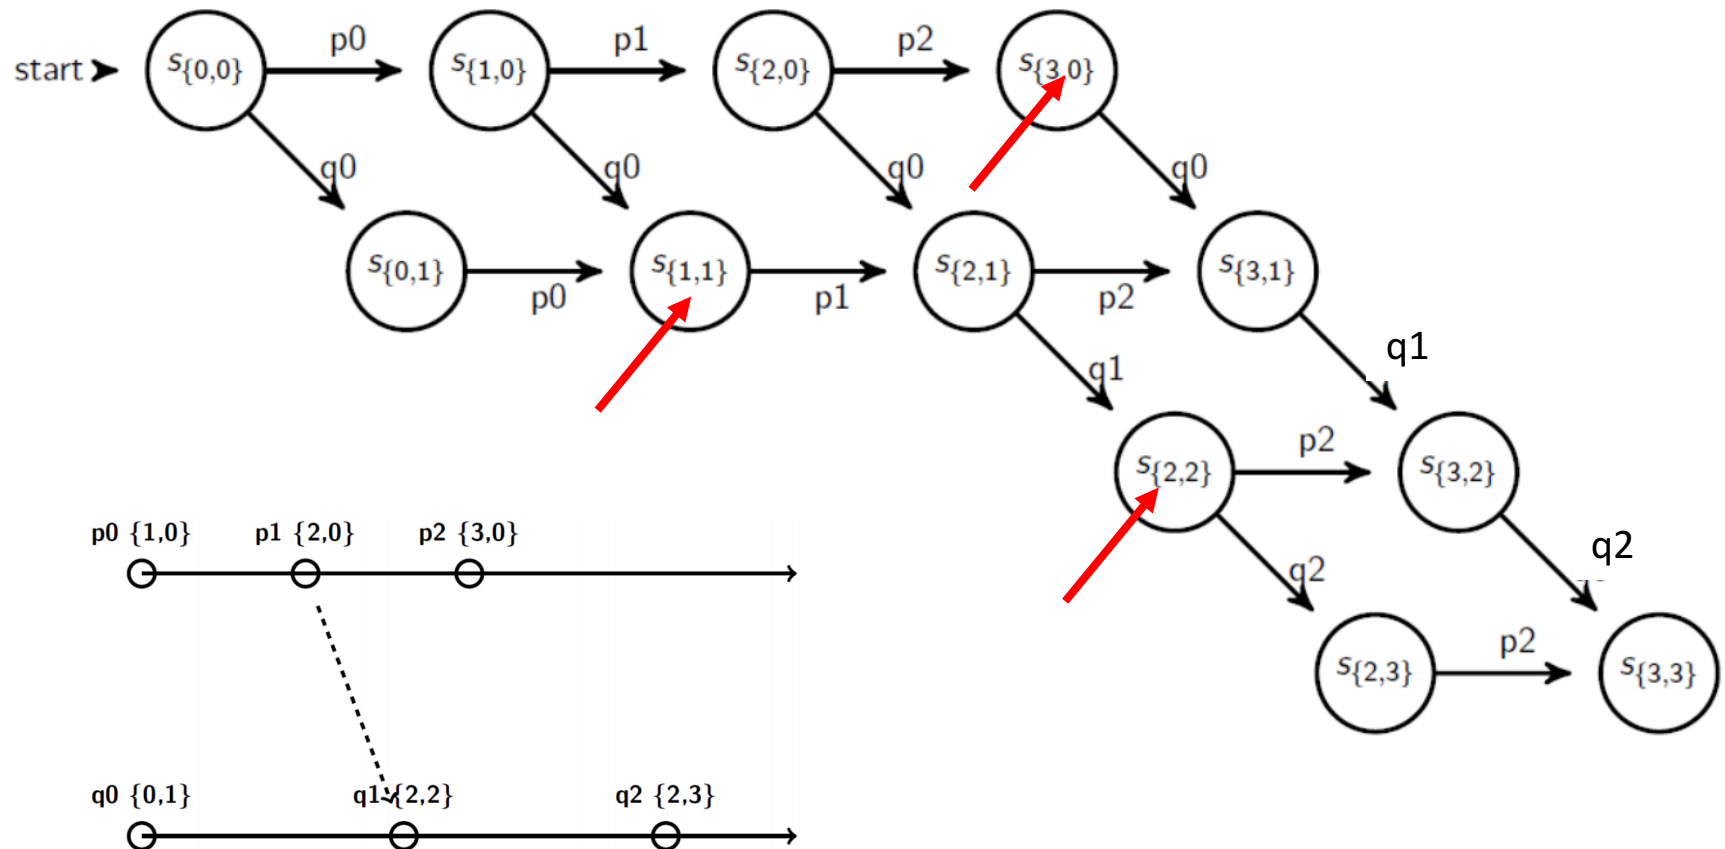 p0 p1 p2
start s{0,0} s{1,0} s{2,0} s{3,0}
q0 q0 q0 q0
s{0,1} s{1,1} s{2,1} s{3,1}
p0 p1 p2
q1 q1
p2
s{2,2} s{3,2}
p0 {1,0} p1 {2,0} p2 {3,0}
q2 q2
p2
s{2,3} s{3,3}
q0 {0,1} q1 {2,2} q2 {2,3}